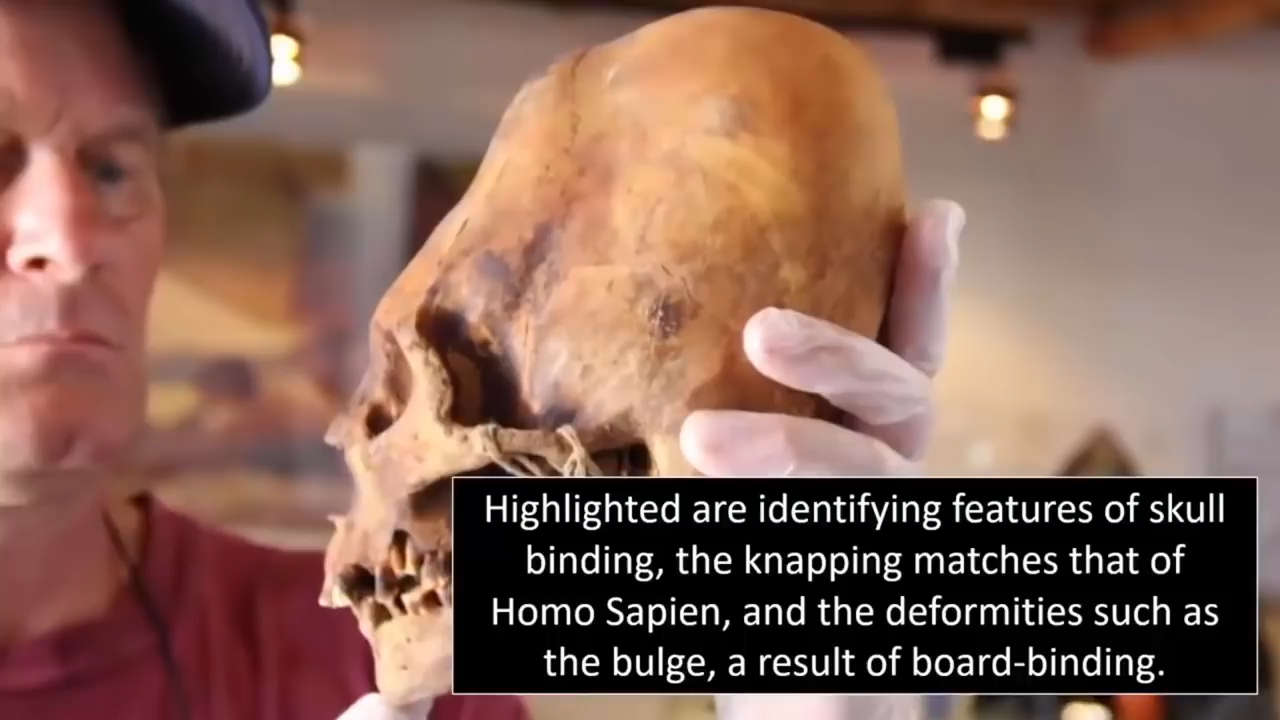 Highlighted are identifying features of skull
binding, the knapping matches that of
Homo Sapien, and the deformities such as
the bulge, a result of board-binding.